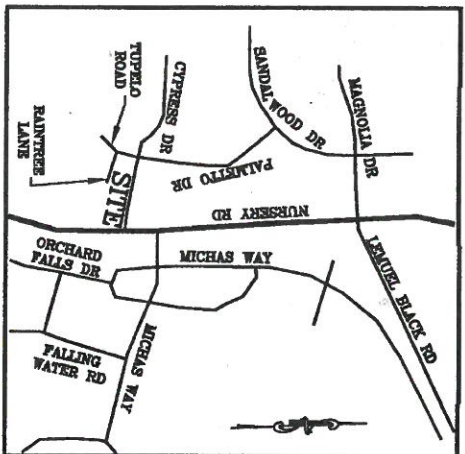 TUPELO
ROAD
RAINTREE
LANE
CYPRESS DR
SANDALWOOD DR
MAGNOLIA DR
PALMETTO DR
SITE
NURSERY RD
ORCHARD
FALLS DR
MICHAS WAY
LEMUEL BLACK RD
FALLING
WATER RD
MICHAS WAY